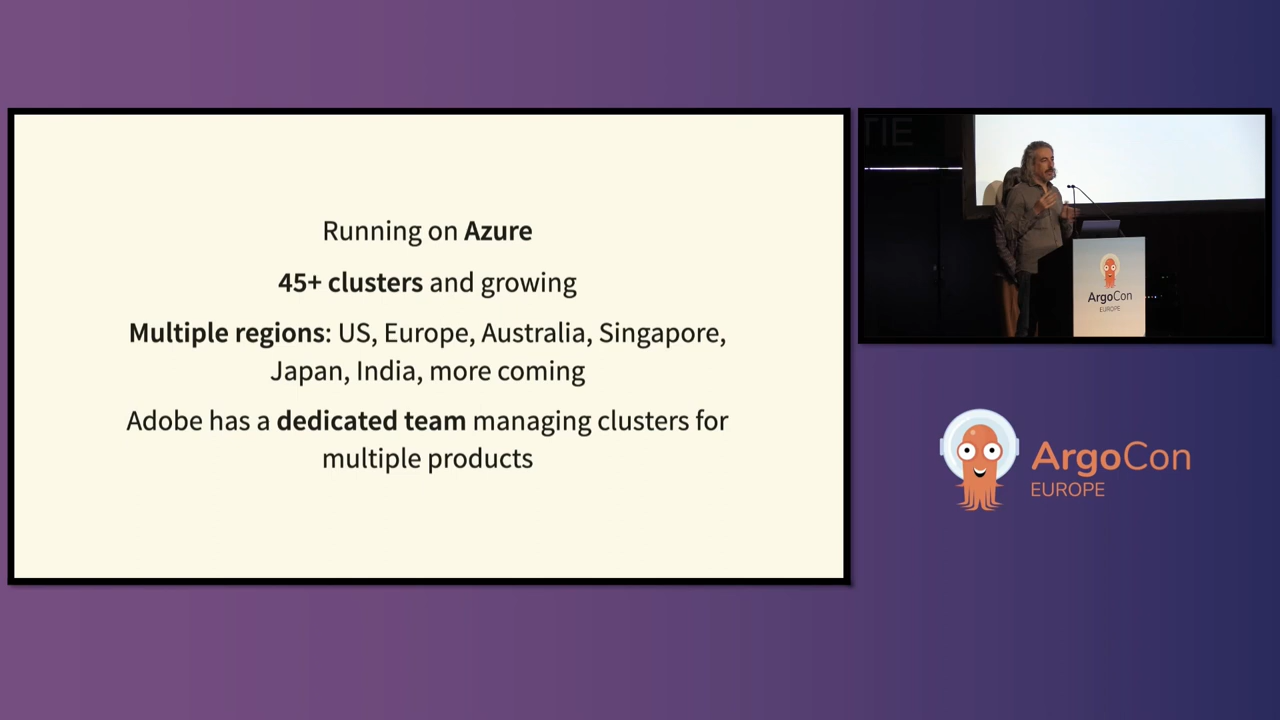 Running on Azure
45+ clusters and growing
Multiple regions: US, Europe, Australia, Singapore,
Japan, India, more coming
Adobe has a dedicated team managing clusters for
multiple products
TIE
ArgoCon
EUROPE
ArgoCon
EUROPE